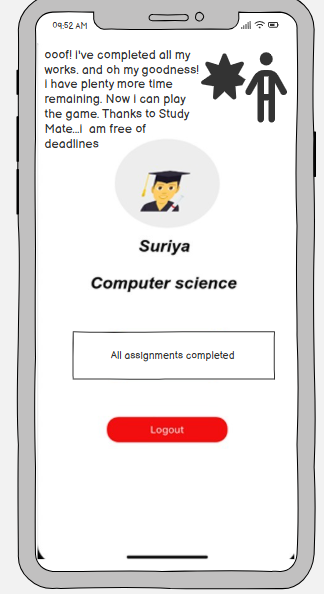 09:52 AM
ooof! i've completed all my
works. and oh my goodness!
i have plenty more time
remaining. Now i can play
the game. Thanks to Study
Mate...i am free of
deadlines
Suriya
Computer science
All assignments completed
Logout